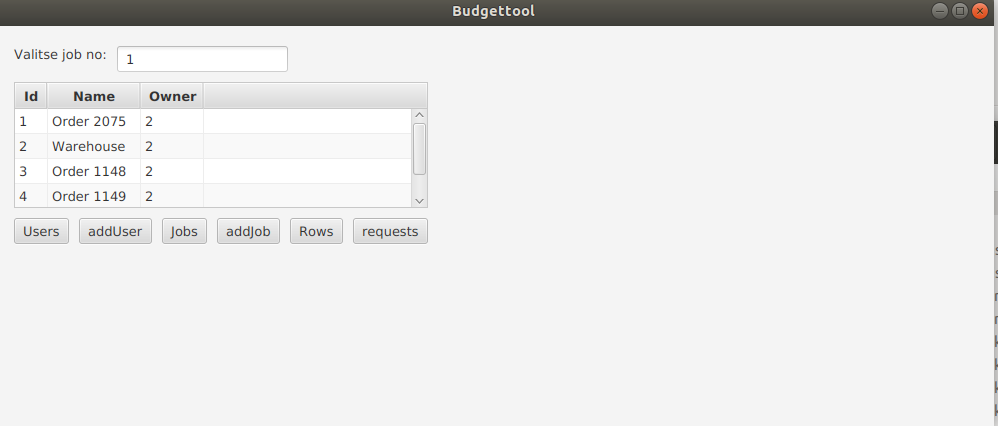 Budgettool
Valitse job no: 1
Id Name Owner
1 Order 2075 2
2 Warehouse 2
3 Order 1148 2
4 Order 1149 2
Users addUser Jobs addJob Rows requests